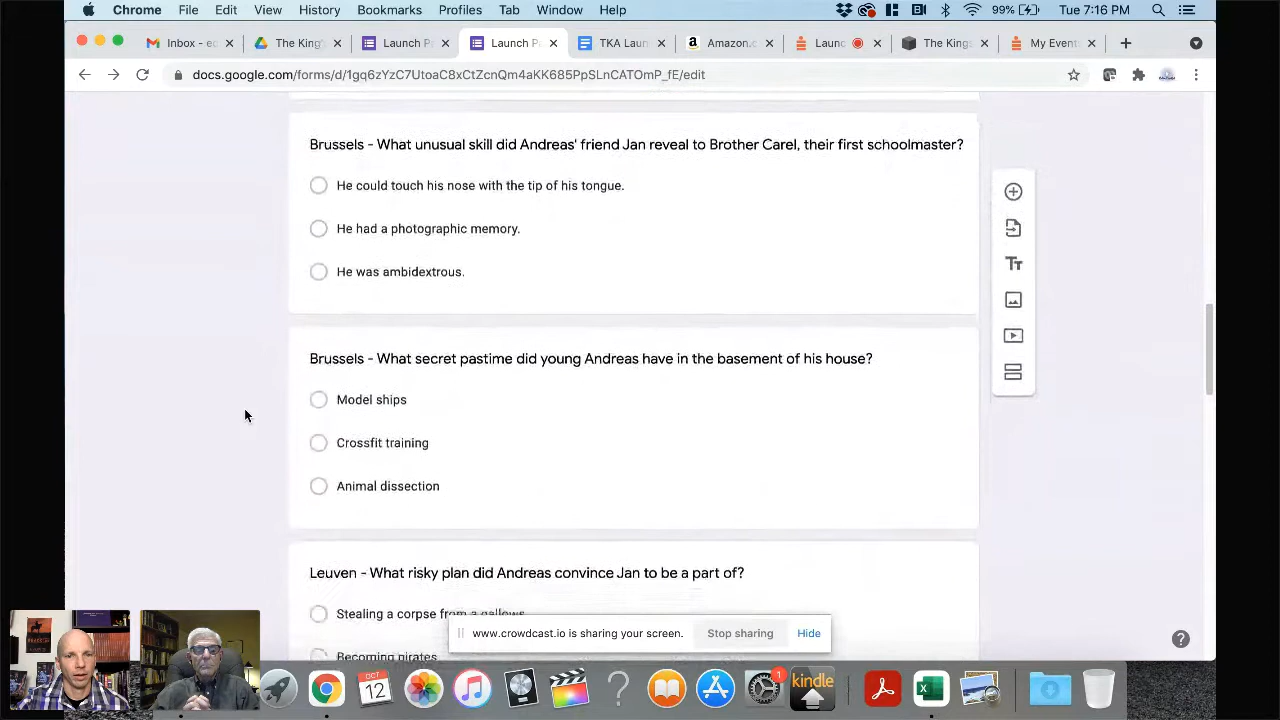 Chrome File Edit View History Bookmarks Profiles Tab Window Help 99% Tue 7:16 PM
Inbox - ec The King' Launch P Launch P TKA Laun Amazon.c Launc The Kings My Event
docs.google.com/forms/d/1gq6zYzC7UtoaC8xCtZcnQm4aKK685PpSLnCATOmP_fE/edit
Brussels - What unusual skill did Andreas' friend Jan reveal to Brother Carel, their first schoolmaster?
He could touch his nose with the tip of his tongue.
He had a photographic memory.
He was ambidextrous.
Brussels - What secret pastime did young Andreas have in the basement of his house?
Model ships
Crossfit training
Animal dissection
Leuven - What risky plan did Andreas convince Jan to be a part of?
Stealing a corpse from a gallows
www.crowdcast.io is sharing your screen. Stop sharing Hide
Becoming pirates
OCT
12
1
kindle